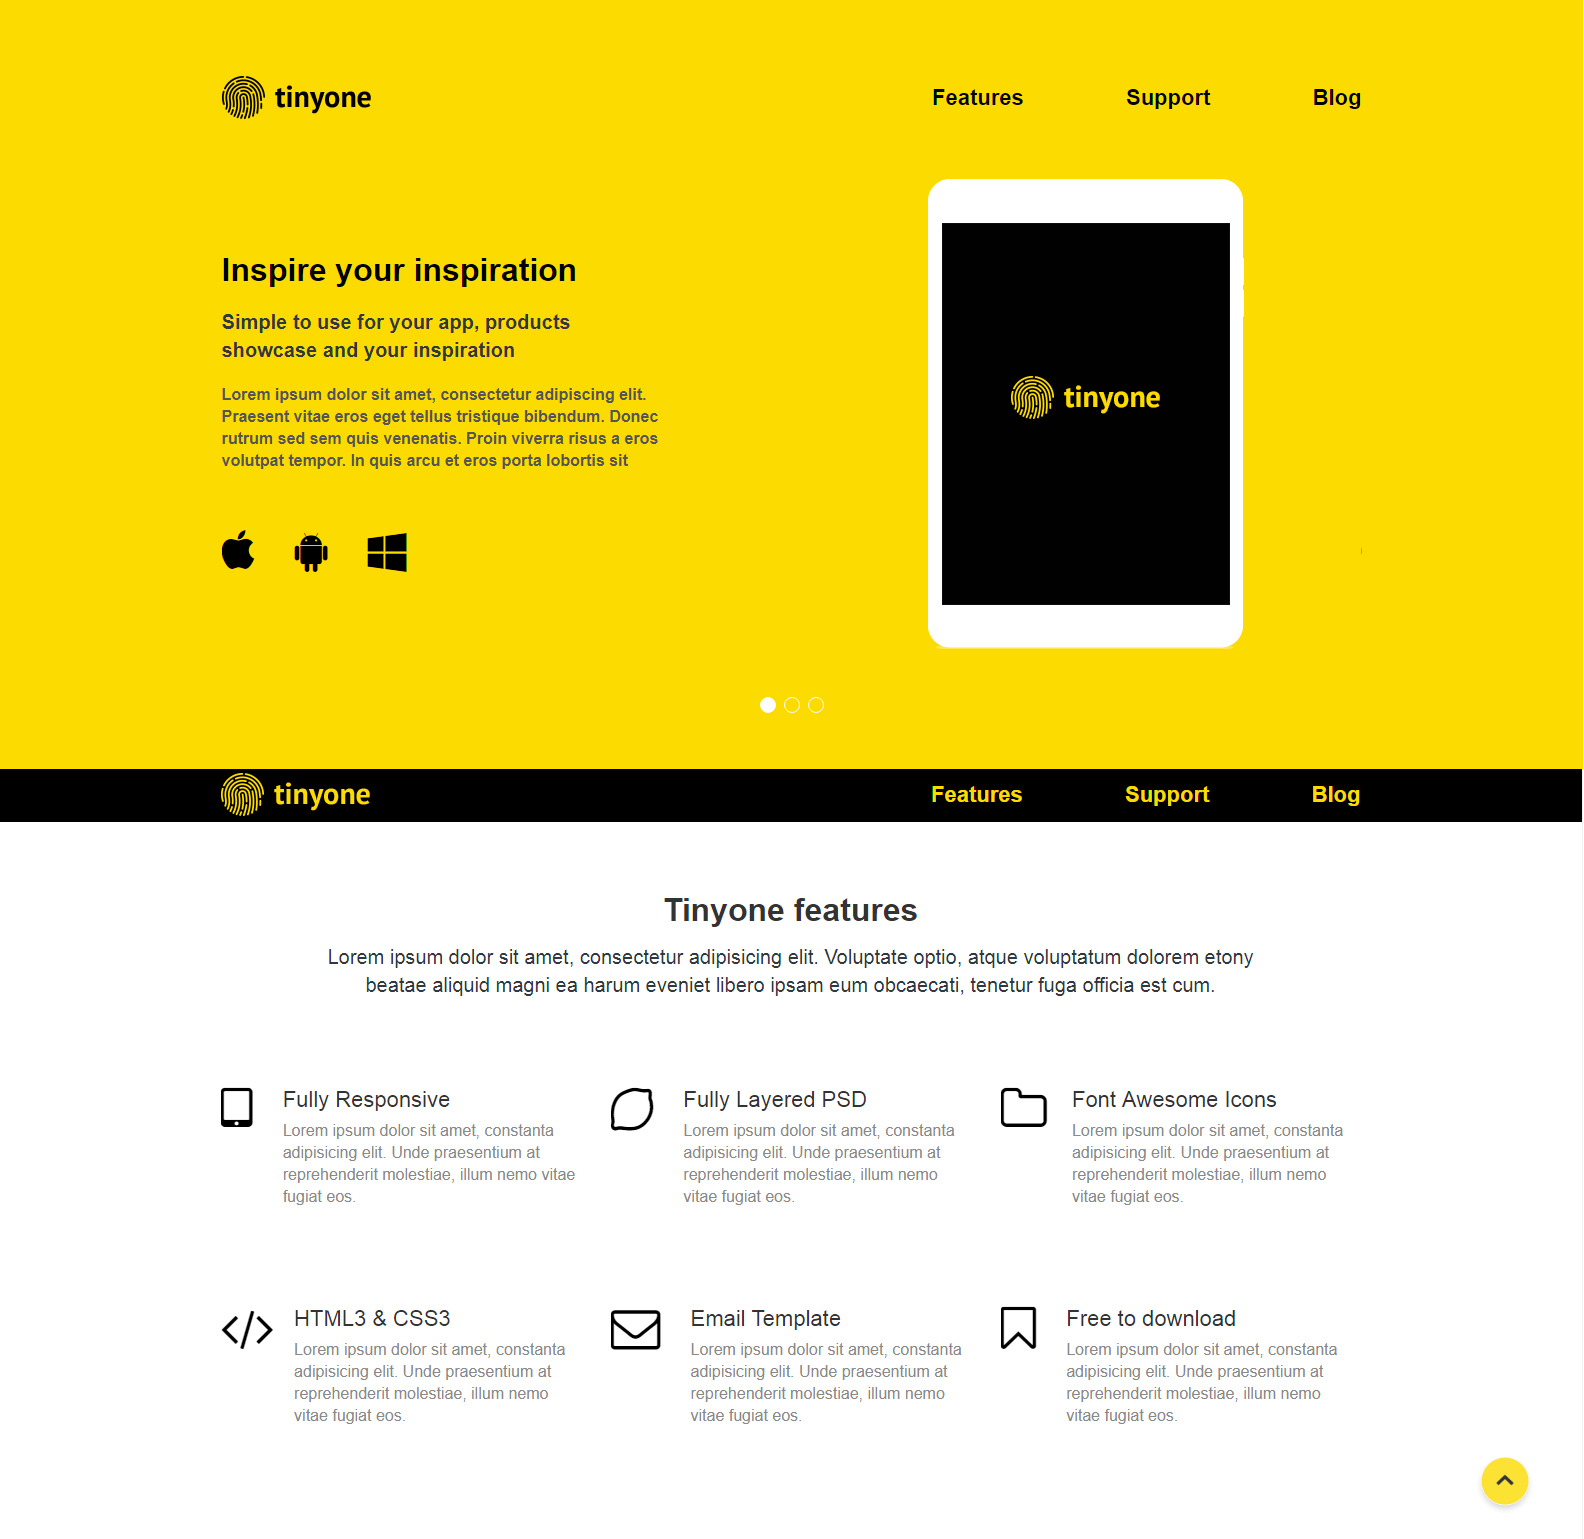 tinyone
Features Support Blog
Inspire your inspiration
Simple to use for your app, products
showcase and your inspiration
Lorem ipsum dolor sit amet, consectetur adipiscing elit.
Praesent vitae eros eget tellus tristique bibendum. Donec
rutrum sed sem quis venenatis. Proin viverra risus a eros
volutpat tempor. In quis arcu et eros porta lobortis sit
tinyone
tinyone
Features Support Blog
Tinyone features
Lorem ipsum dolor sit amet, consectetur adipisicing elit. Voluptate optio, atque voluptatum dolorem etony
beatae aliquid magni ea harum eveniet libero ipsam eum obcaecati, tenetur fuga officia est cum.
Fully Responsive
Lorem ipsum dolor sit amet, constanta
adipisicing elit. Unde praesentium at
reprehenderit molestiae, illum nemo vitae
fugiat eos.
Fully Layered PSD
Lorem ipsum dolor sit amet, constanta
adipisicing elit. Unde praesentium at
reprehenderit molestiae, illum nemo
vitae fugiat eos.
Font Awesome Icons
Lorem ipsum dolor sit amet, constanta
adipisicing elit. Unde praesentium at
reprehenderit molestiae, illum nemo
vitae fugiat eos.
HTML3 & CSS3
Lorem ipsum dolor sit amet, constanta
adipisicing elit. Unde praesentium at
reprehenderit molestiae, illum nemo
vitae fugiat eos.
Email Template
Lorem ipsum dolor sit amet, constanta
adipisicing elit. Unde praesentium at
reprehenderit molestiae, illum nemo
vitae fugiat eos.
Free to download
Lorem ipsum dolor sit amet, constanta
adipisicing elit. Unde praesentium at
reprehenderit molestiae, illum nemo
vitae fugiat eos.